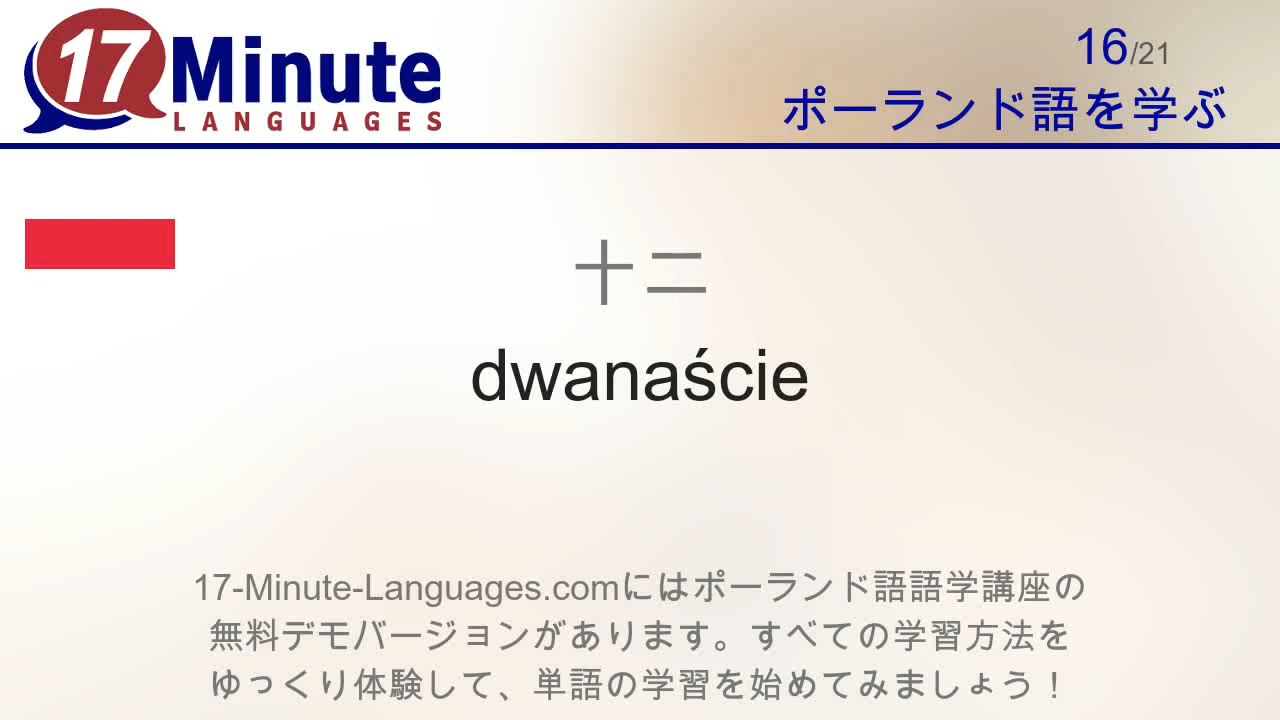 17 Minute
LANGUAGES
16/21
ポーランド語を学ぶ
十二
dwanaście
17-Minute-Languages.comにはポーランド語語学講座の
無料デモバージョンがあります。すべての学習方法を
ゆっくり体験して、単語の学習を始めてみましょう！